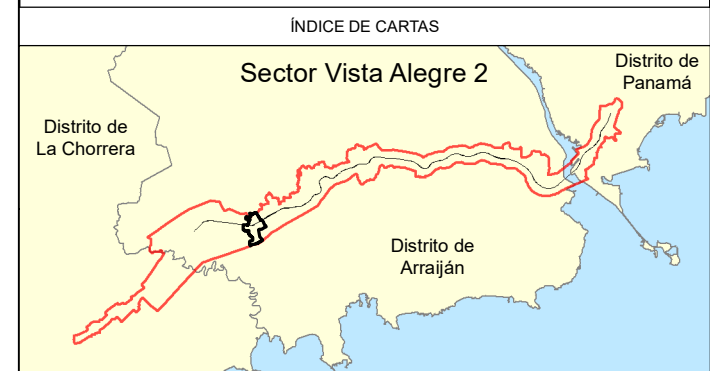 ÍNDICE DE CARTAS
Sector Vista Alegre 2
Distrito de
Panamá
Distrito de
La Chorrera
Distrito de
Arraiján